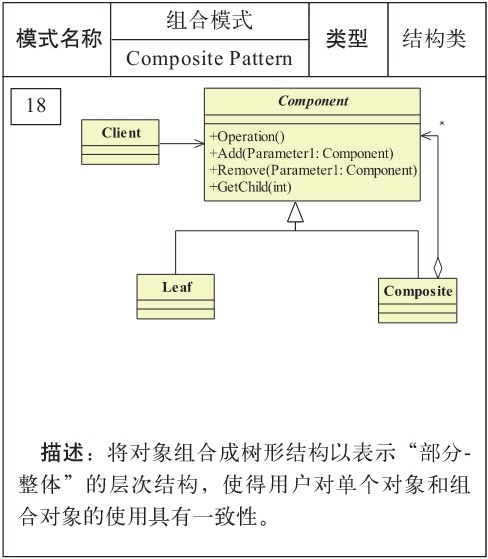 模式名称
组合模式
Composite Pattern
类型
结构类
18
Client
Component
+Operation()
+Add(Parameter1: Component)
+Remove(Parameter1: Component)
+GetChild(int)
*
Leaf
Composite
描述：将对象组合成树形结构以表示“部分-
整体”的层次结构，使得用户对单个对象和组
合对象的使用具有一致性。